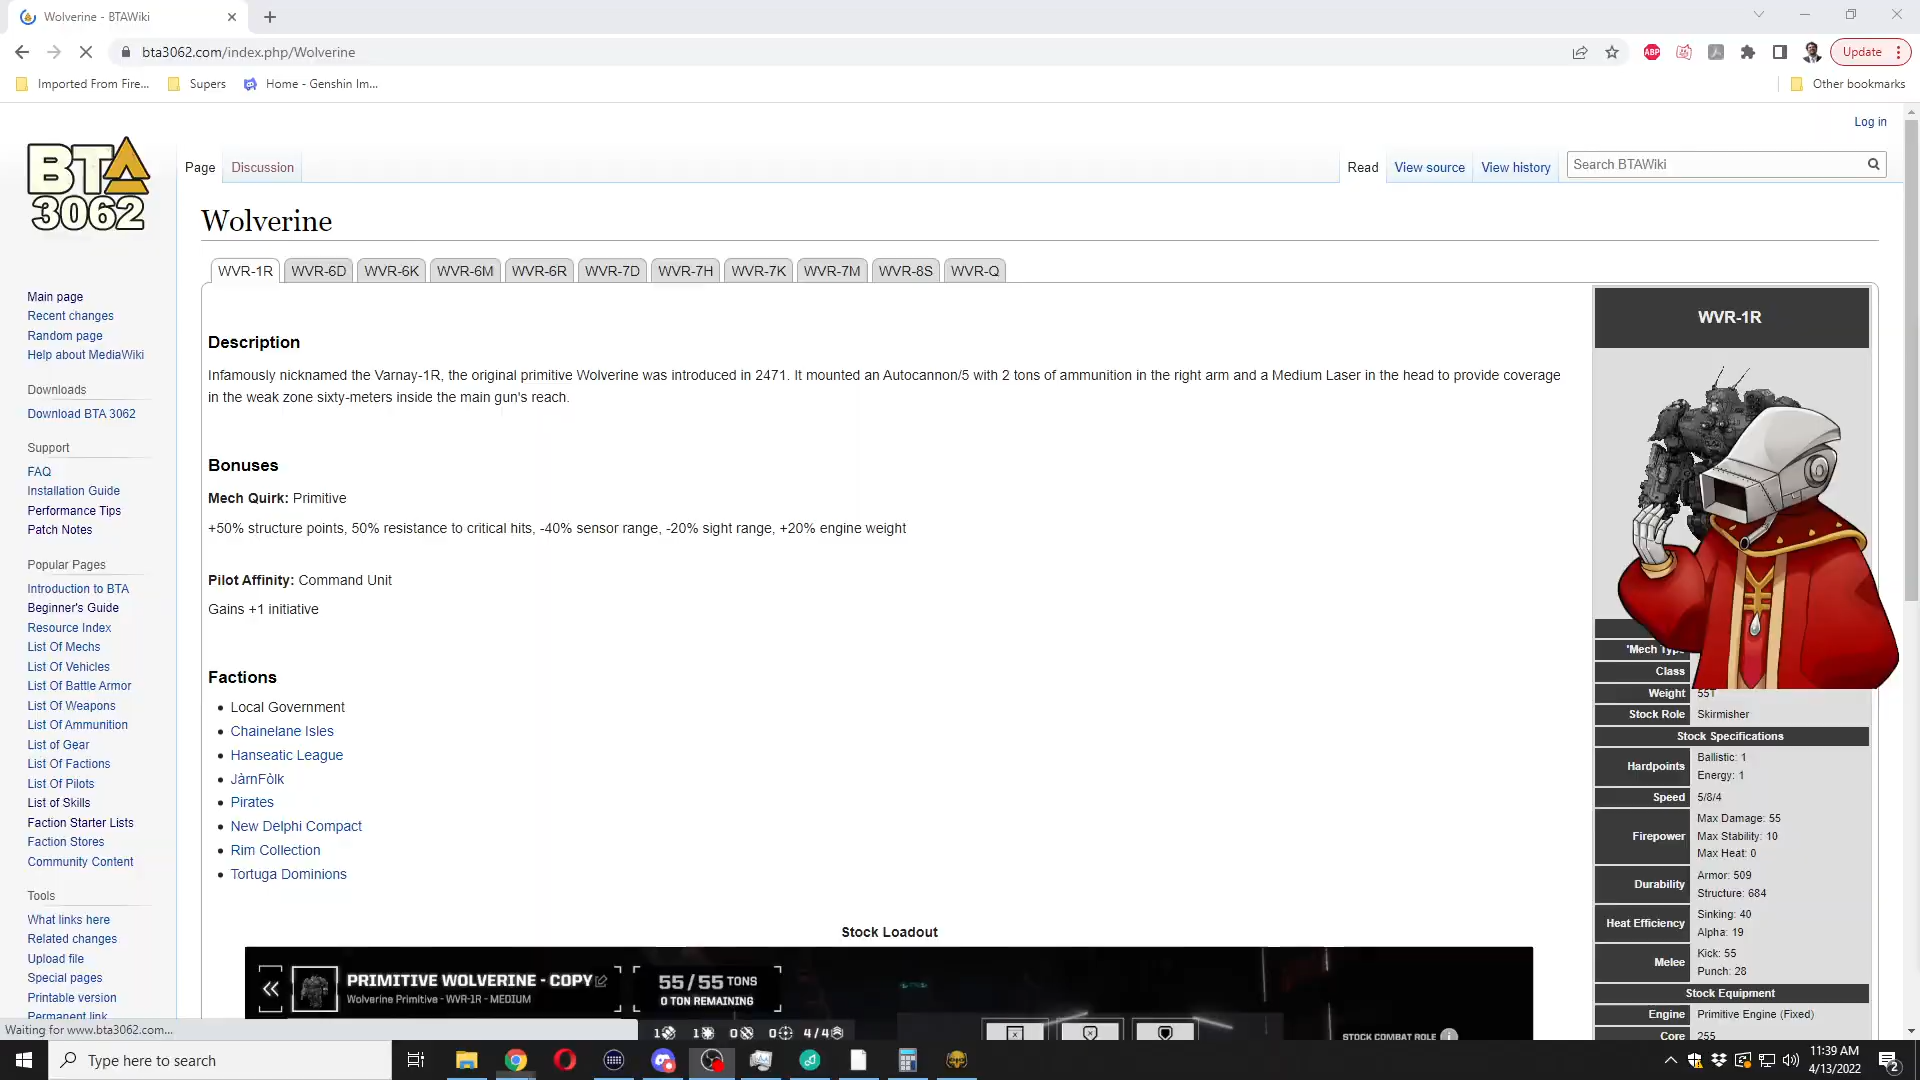 Wolverine - BTAWiki
bta3062.com/index.php/Wolverine
ABP
Update
Imported From Fire...
Supers
Home - Genshin Im...
Other bookmarks
Log in
BTA
3062
Page
Discussion
Read
View source
View history
Search BTAWiki
Wolverine
WVR-1R
WVR-6D
WVR-6K
WVR-6M
WVR-6R
WVR-7D
WVR-7H
WVR-7K
WVR-7M
WVR-8S
WVR-Q
Main page
Recent changes
Random page
Help about MediaWiki
Downloads
Download BTA 3062
Support
FAQ
Installation Guide
Performance Tips
Patch Notes
Popular Pages
Introduction to BTA
Beginner's Guide
Resource Index
List Of Mechs
List Of Vehicles
List Of Battle Armor
List Of Weapons
List Of Ammunition
List of Gear
List Of Factions
List Of Pilots
List of Skills
Faction Starter Lists
Faction Stores
Community Content
Tools
What links here
Related changes
Upload file
Special pages
Printable version
Permanent link
Description
Infamously nicknamed the Varnay-1R, the original primitive Wolverine was introduced in 2471. It mounted an Autocannon/5 with 2 tons of ammunition in the right arm and a Medium Laser in the head to provide coverage
in the weak zone sixty-meters inside the main gun's reach.
Bonuses
Mech Quirk: Primitive
+50% structure points, 50% resistance to critical hits, -40% sensor range, -20% sight range, +20% engine weight
Pilot Affinity: Command Unit
Gains +1 initiative
Factions
Local Government
Chainelane Isles
Hanseatic League
JàrnFòlk
Pirates
New Delphi Compact
Rim Collection
Tortuga Dominions
Stock Loadout
PRIMITIVE WOLVERINE - COPY
Wolverine Primitive - WVR-1R - MEDIUM
55/55 TONS
0 TON REMAINING
1 1 0 0 4/4
STOCK COMBAT ROLE
WVR-1R
'Mech Type
Class
Weight 55T
Stock Role Skirmisher
Stock Specifications
Hardpoints
Ballistic: 1
Energy: 1
Speed 5/8/4
Firepower
Max Damage: 55
Max Stability: 10
Max Heat: 0
Durability
Armor: 509
Structure: 684
Heat Efficiency
Sinking: 40
Alpha: 19
Melee
Kick: 55
Punch: 28
Stock Equipment
Engine Primitive Engine (Fixed)
Core 255
Waiting for www.bta3062.com...
Type here to search
11:39 AM
4/13/2022
2